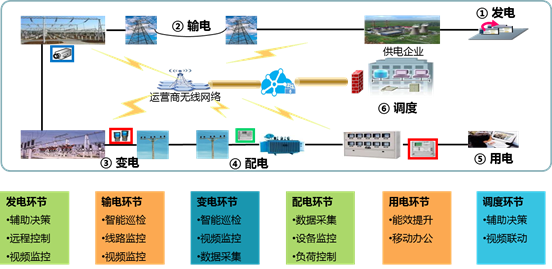 ① 发电
② 输电
供电企业
运营商无线网络
⑥ 调度
③ 变电
④ 配电
⑤ 用电
发电环节
•辅助决策
•远程控制
•视频监控
输电环节
•智能巡检
•线路监控
•视频监控
变电环节
•智能巡检
•视频监控
•数据采集
配电环节
•数据采集
•设备监控
•负荷控制
用电环节
•能效提升
•移动办公
调度环节
•辅助决策
•视频联动